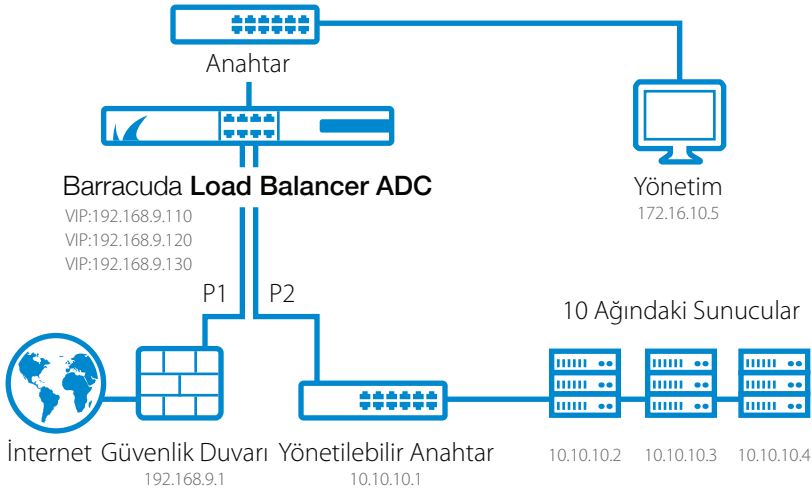 Anahtar
Barracuda Load Balancer ADC
VIP:192.168.9.110
VIP:192.168.9.120
VIP:192.168.9.130
Yönetim
172.16.10.5
P1
P2
10 Ağındaki Sunucular
İnternet
Güvenlik Duvarı
192.168.9.1
Yönetilebilir Anahtar
10.10.10.1
10.10.10.2
10.10.10.3
10.10.10.4